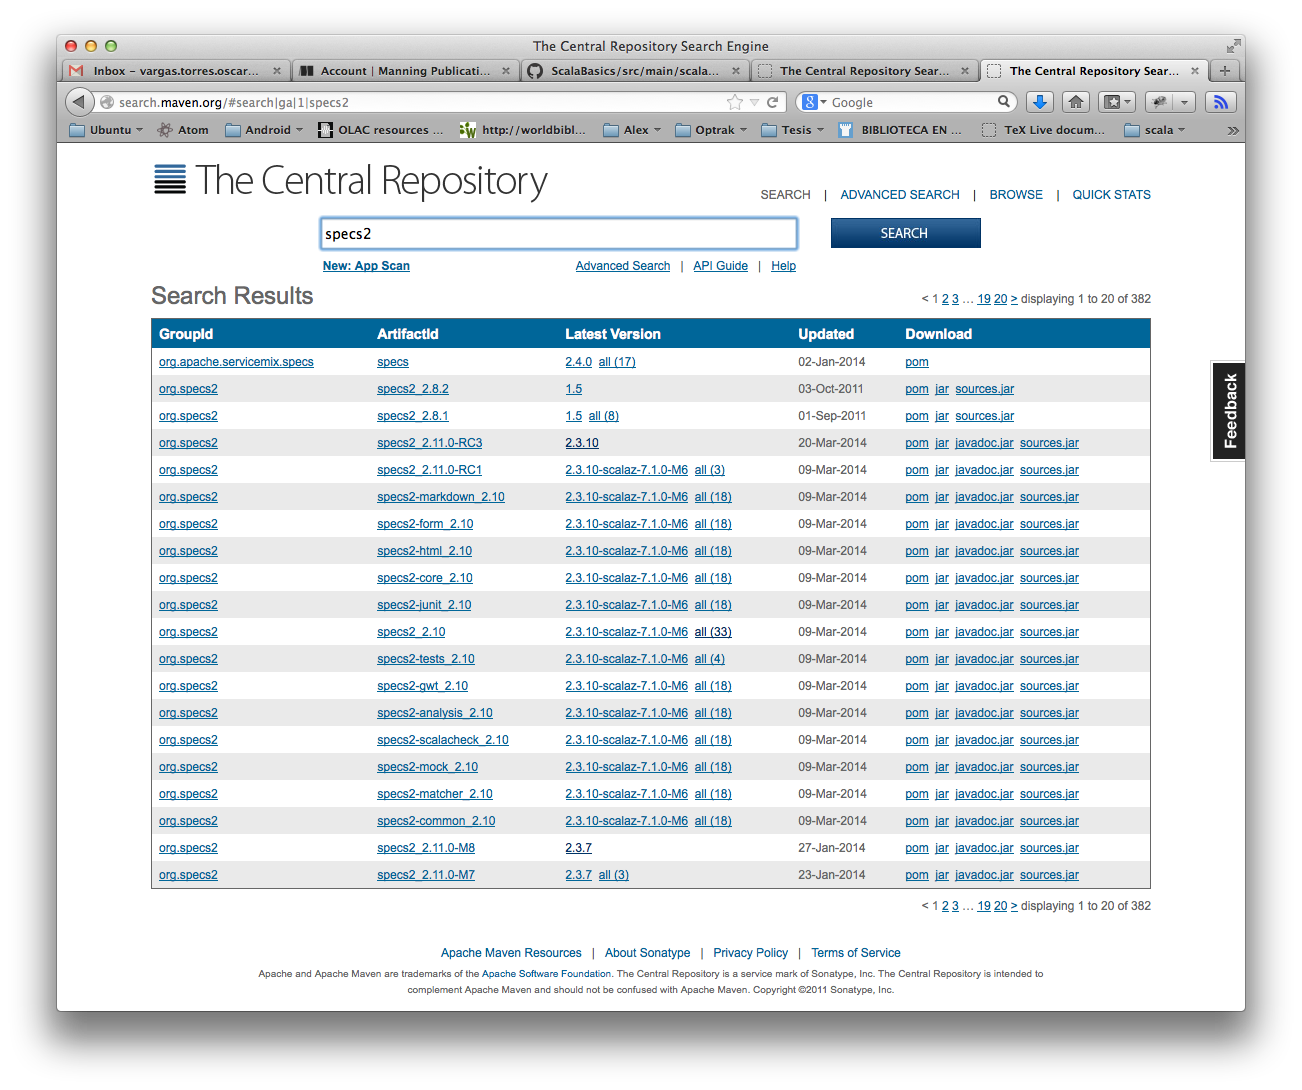 The Central Repository Search Engine
Inbox – vargas.torres.oscar... Account | Manning Publicati... ScalaBasics/src/main/scala... The Central Repository Sear... The Central Repository Sear...
search.maven.org/#search|ga|1|specs2 Google
Ubuntu Atom Android OLAC resources ... http://worldbibl... Alex Optrak Tesis BIBLIOTECA EN ... TeX Live docum... scala »
The Central Repository
SEARCH | ADVANCED SEARCH | BROWSE | QUICK STATS
specs2 SEARCH
New: App Scan Advanced Search | API Guide | Help
Search Results < 1 2 3 ... 19 20 > displaying 1 to 20 of 382
GroupId ArtifactId Latest Version Updated Download
org.apache.servicemix.specs specs 2.4.0 all (17) 02-Jan-2014 pom
org.specs2 specs2_2.8.2 1.5 03-Oct-2011 pom jar sources.jar
org.specs2 specs2_2.8.1 1.5 all (8) 01-Sep-2011 pom jar sources.jar
org.specs2 specs2_2.11.0-RC3 2.3.10 20-Mar-2014 pom jar javadoc.jar sources.jar
org.specs2 specs2_2.11.0-RC1 2.3.10-scalaz-7.1.0-M6 all (3) 09-Mar-2014 pom jar javadoc.jar sources.jar
org.specs2 specs2-markdown_2.10 2.3.10-scalaz-7.1.0-M6 all (18) 09-Mar-2014 pom jar javadoc.jar sources.jar
org.specs2 specs2-form_2.10 2.3.10-scalaz-7.1.0-M6 all (18) 09-Mar-2014 pom jar javadoc.jar sources.jar
org.specs2 specs2-html_2.10 2.3.10-scalaz-7.1.0-M6 all (18) 09-Mar-2014 pom jar javadoc.jar sources.jar
org.specs2 specs2-core_2.10 2.3.10-scalaz-7.1.0-M6 all (18) 09-Mar-2014 pom jar javadoc.jar sources.jar
org.specs2 specs2-junit_2.10 2.3.10-scalaz-7.1.0-M6 all (18) 09-Mar-2014 pom jar javadoc.jar sources.jar
org.specs2 specs2_2.10 2.3.10-scalaz-7.1.0-M6 all (33) 09-Mar-2014 pom jar javadoc.jar sources.jar
org.specs2 specs2-tests_2.10 2.3.10-scalaz-7.1.0-M6 all (4) 09-Mar-2014 pom jar javadoc.jar sources.jar
org.specs2 specs2-gwt_2.10 2.3.10-scalaz-7.1.0-M6 all (18) 09-Mar-2014 pom jar javadoc.jar sources.jar
org.specs2 specs2-analysis_2.10 2.3.10-scalaz-7.1.0-M6 all (18) 09-Mar-2014 pom jar javadoc.jar sources.jar
org.specs2 specs2-scalacheck_2.10 2.3.10-scalaz-7.1.0-M6 all (18) 09-Mar-2014 pom jar javadoc.jar sources.jar
org.specs2 specs2-mock_2.10 2.3.10-scalaz-7.1.0-M6 all (18) 09-Mar-2014 pom jar javadoc.jar sources.jar
org.specs2 specs2-matcher_2.10 2.3.10-scalaz-7.1.0-M6 all (18) 09-Mar-2014 pom jar javadoc.jar sources.jar
org.specs2 specs2-common_2.10 2.3.10-scalaz-7.1.0-M6 all (18) 09-Mar-2014 pom jar javadoc.jar sources.jar
org.specs2 specs2_2.11.0-M8 2.3.7 27-Jan-2014 pom jar javadoc.jar sources.jar
org.specs2 specs2_2.11.0-M7 2.3.7 all (3) 23-Jan-2014 pom jar javadoc.jar sources.jar
< 1 2 3 ... 19 20 > displaying 1 to 20 of 382
Feedback
Apache Maven Resources | About Sonatype | Privacy Policy | Terms of Service
Apache and Apache Maven are trademarks of the Apache Software Foundation. The Central Repository is a service mark of Sonatype, Inc. The Central Repository is intended to
complement Apache Maven and should not be confused with Apache Maven. Copyright ©2011 Sonatype, Inc.